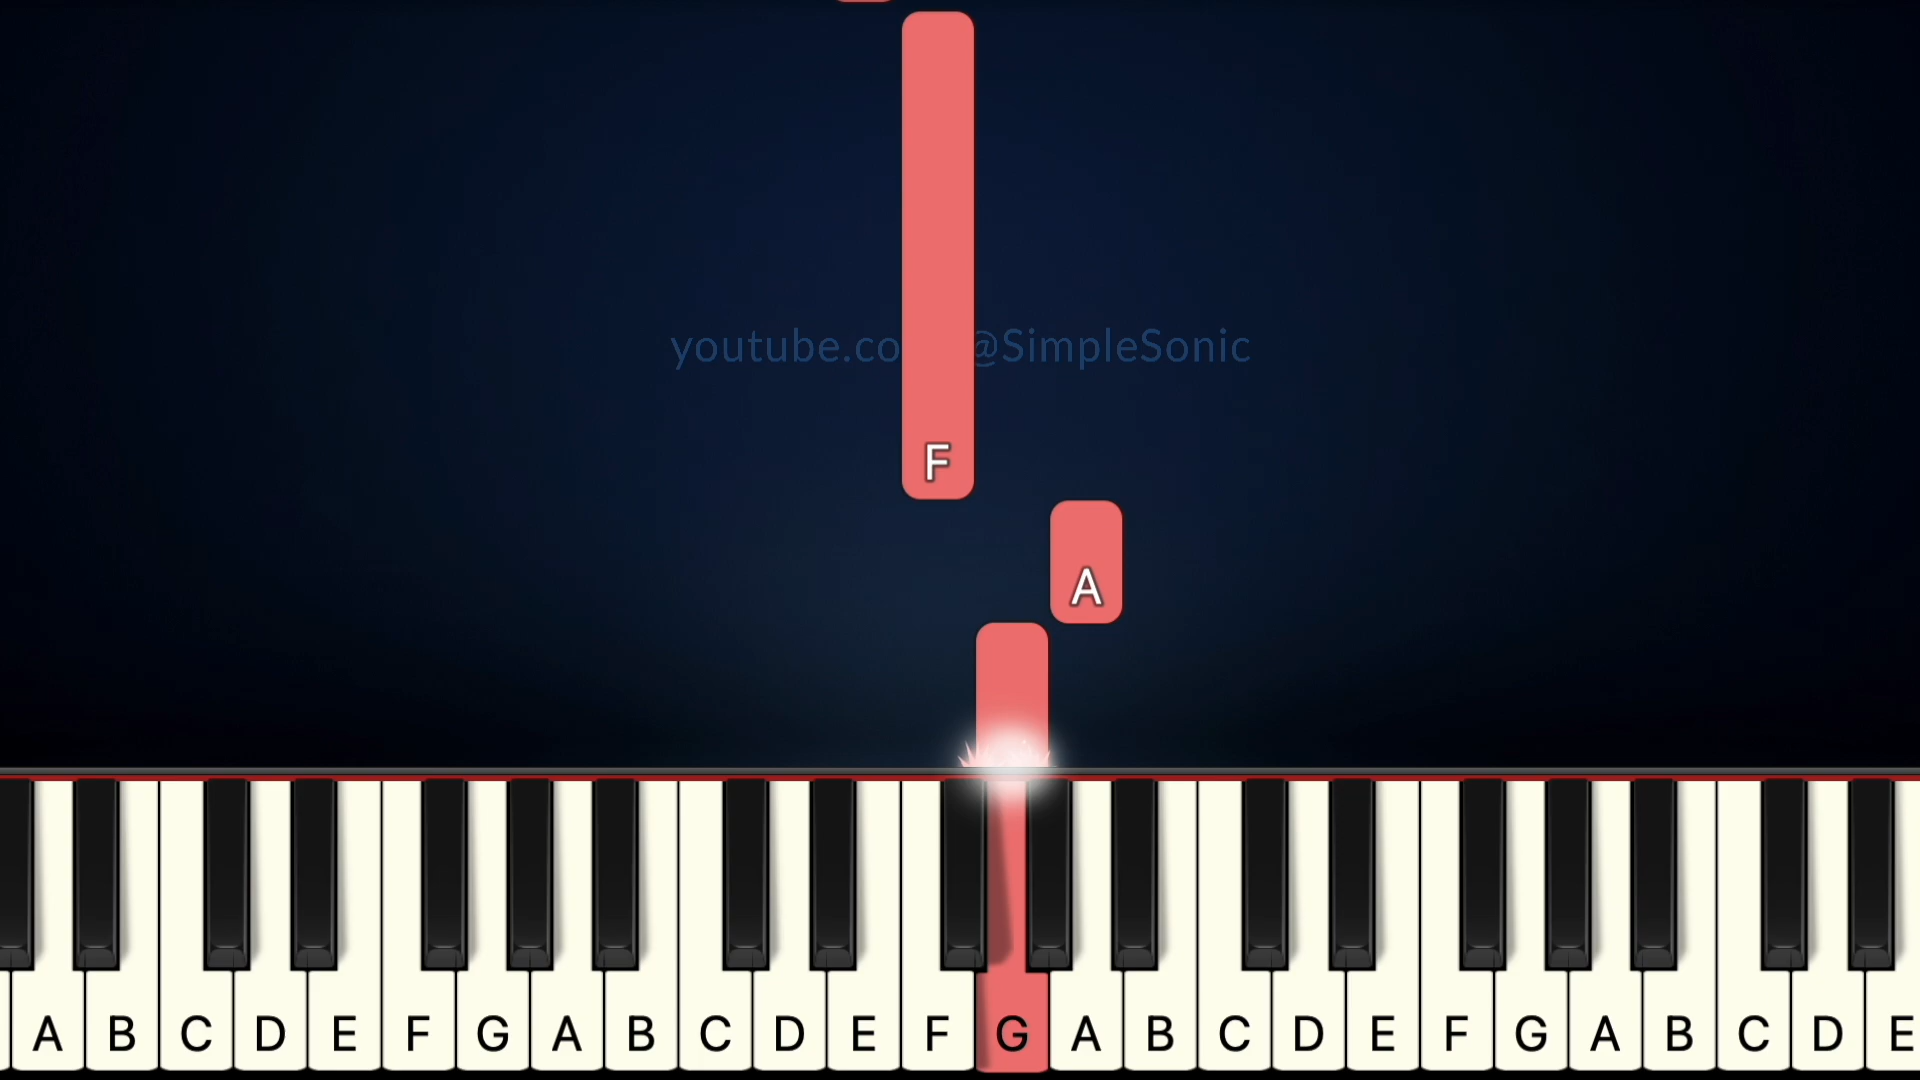 youtube.co @SimpleSonic
F
A
A B C D E F G A B C D E F G A B C D E F G A B C D E